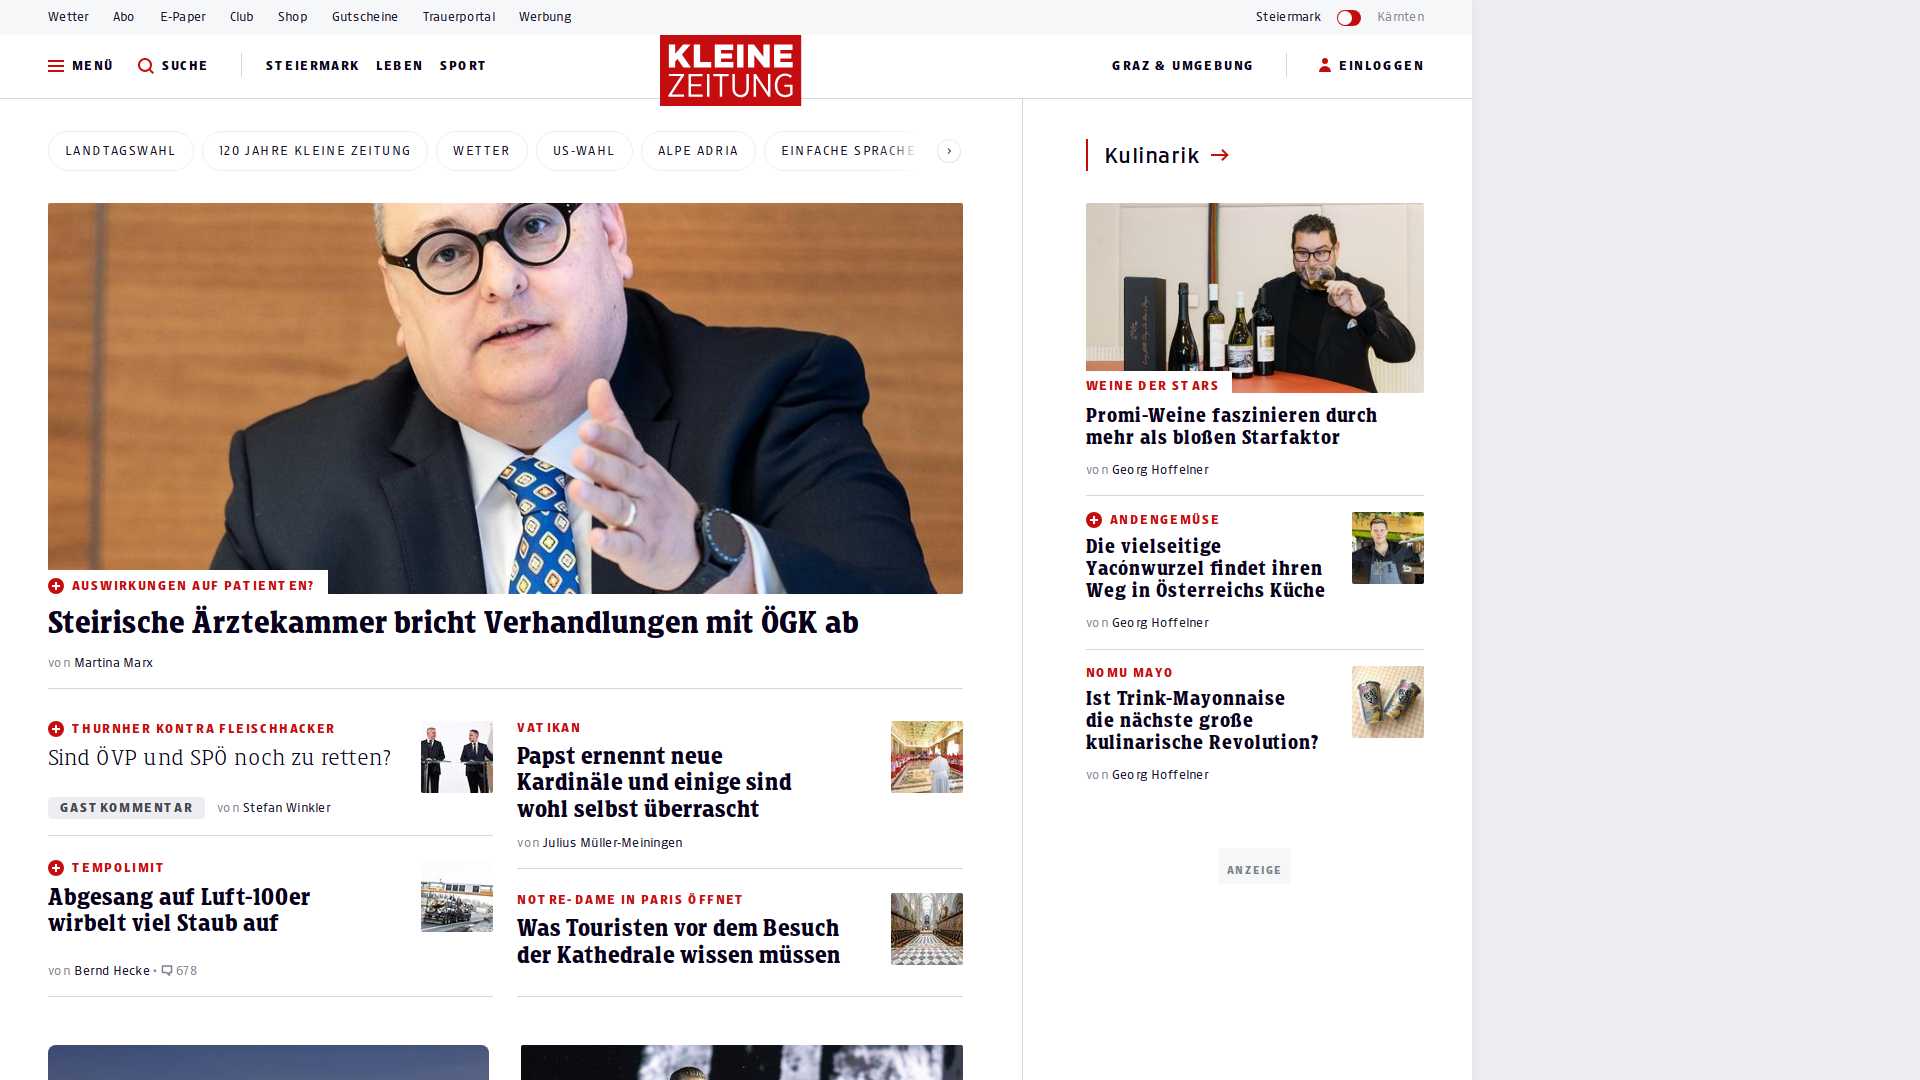 Wetter Abo E-Paper Club Shop Gutscheine Trauerportal Werbung Steiermark Kärnten
MENÜ SUCHE STEIERMARK LEBEN SPORT KLEINE ZEITUNG GRAZ & UMGEBUNG EINLOGGEN
LANDTAGSWAHL 120 JAHRE KLEINE ZEITUNG WETTER US-WAHL ALPE ADRIA EINFACHE SPRACHE
AUSWIRKUNGEN AUF PATIENTEN?
Steirische Ärztekammer bricht Verhandlungen mit ÖGK ab
von Martina Marx
THURNHER KONTRA FLEISCHHACKER
Sind ÖVP und SPÖ noch zu retten?
GASTKOMMENTAR von Stefan Winkler
TEMPOLIMIT
Abgesang auf Luft-100er
wirbelt viel Staub auf
von Bernd Hecke • 678
VATIKAN
Papst ernennt neue
Kardinäle und einige sind
wohl selbst überrascht
von Julius Müller-Meiningen
NOTRE-DAME IN PARIS ÖFFNET
Was Touristen vor dem Besuch
der Kathedrale wissen müssen
Kulinarik
WEINE DER STARS
Promi-Weine faszinieren durch
mehr als bloßen Starfaktor
von Georg Hoffelner
ANDENGEMÜSE
Die vielseitige
Yacónwurzel findet ihren
Weg in Österreichs Küche
von Georg Hoffelner
NOMU MAYO
Ist Trink-Mayonnaise
die nächste große
kulinarische Revolution?
von Georg Hoffelner
ANZEIGE